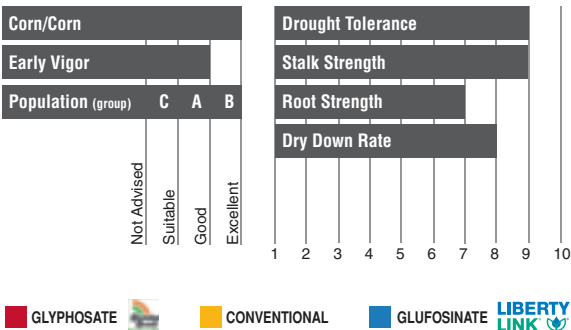 Corn/Corn
Early Vigor
Population (group) C A B
Not Advised
Suitable
Good
Excellent
Drought Tolerance
Stalk Strength
Root Strength
Dry Down Rate
1 2 3 4 5 6 7 8 9 10
GLYPHOSATE CONVENTIONAL GLUFOSINATE LIBERTY
LINK